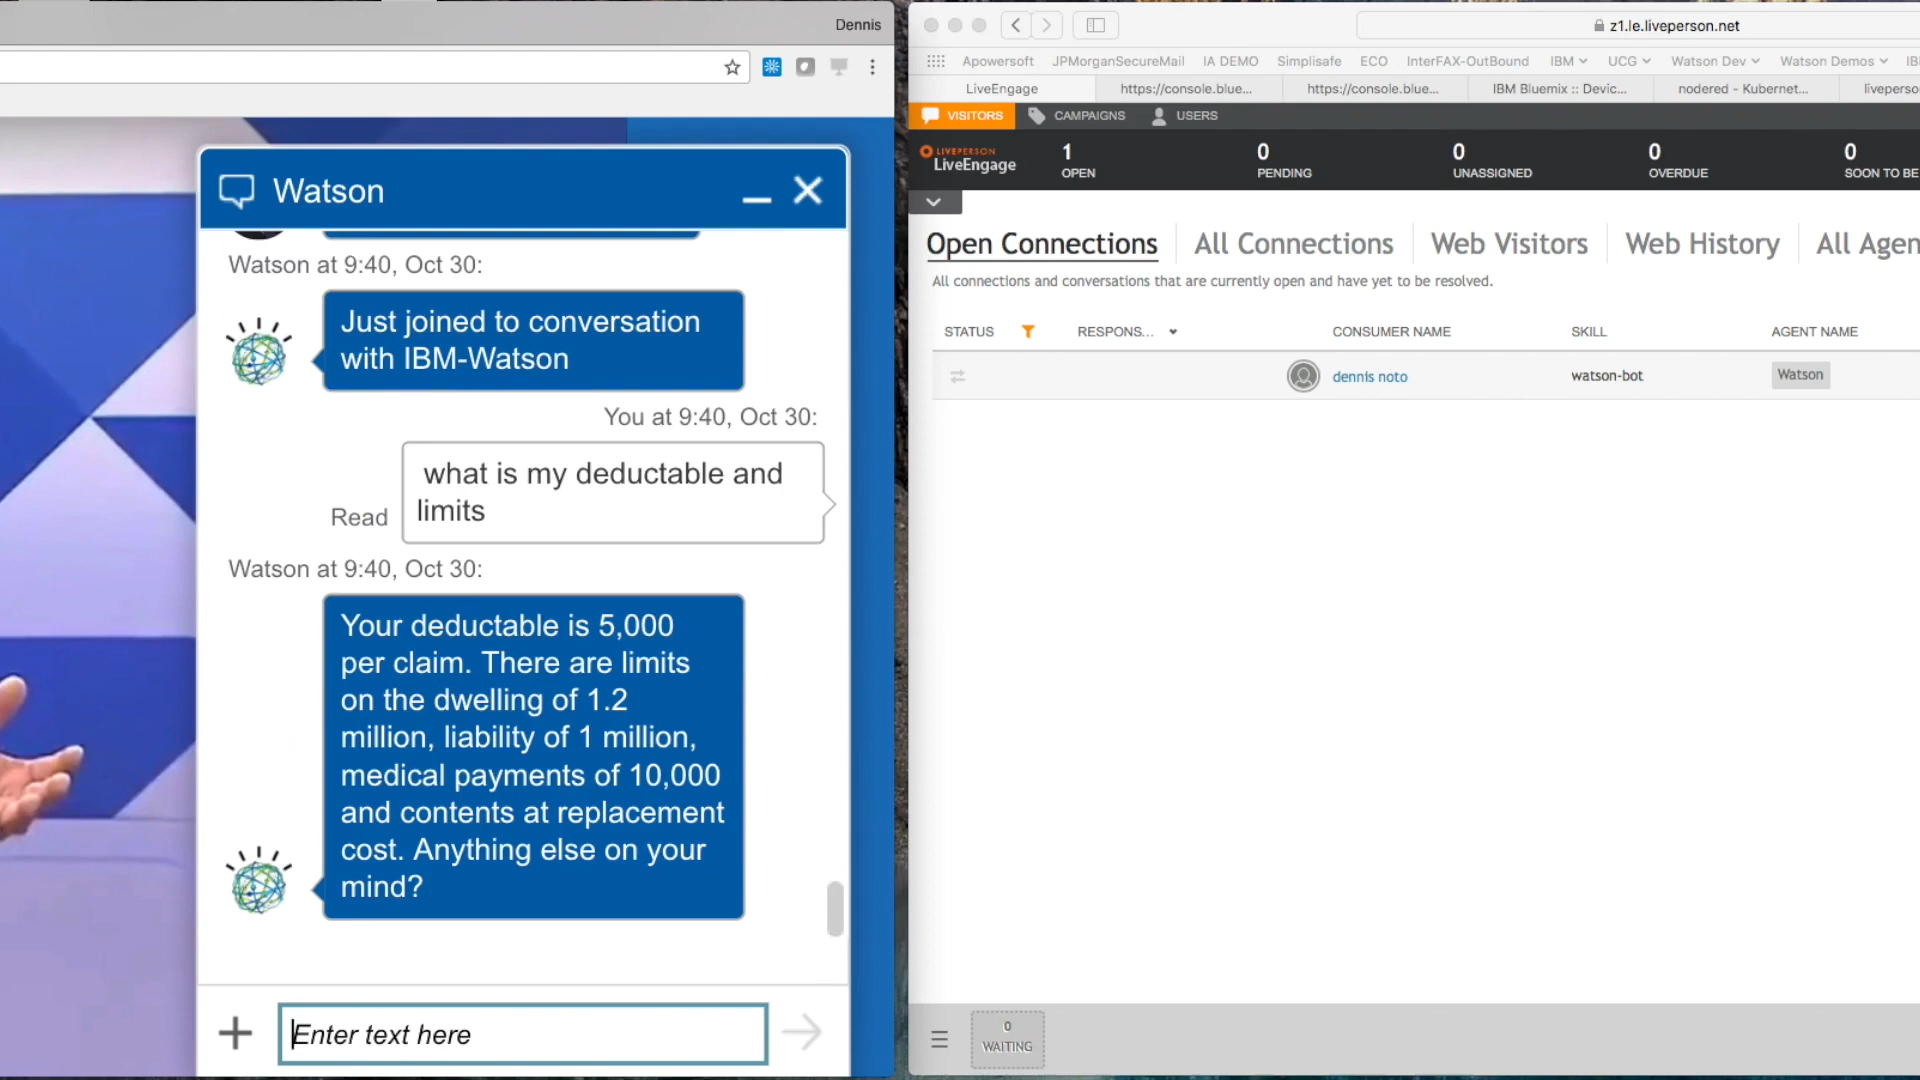 Dennis
Watson
Watson at 9:40, Oct 30:
Just joined to conversation
with IBM-Watson
You at 9:40, Oct 30:
what is my deductable and
limits
Read
Watson at 9:40, Oct 30:
Your deductable is 5,000
per claim. There are limits
on the dwelling of 1.2
million, liability of 1 million,
medical payments of 10,000
and contents at replacement
cost. Anything else on your
mind?
Enter text here
z1.le.liveperson.net
Apowersoft JPMorganSecureMail IA DEMO Simplisafe ECO InterFAX-OutBound IBM UCG Watson Dev Watson Demos IB
LiveEngage https://console.blue... https://console.blue... IBM Bluemix :: Devic... nodered - Kubernet... liveperso
VISITORS CAMPAIGNS USERS
LIVEPERSON
LiveEngage
1 0 0 0 0
OPEN PENDING UNASSIGNED OVERDUE SOON TO BE
Open Connections All Connections Web Visitors Web History All Agen
All connections and conversations that are currently open and have yet to be resolved.
STATUS RESPONS... CONSUMER NAME SKILL AGENT NAME
dennis noto watson-bot Watson
0
WAITING